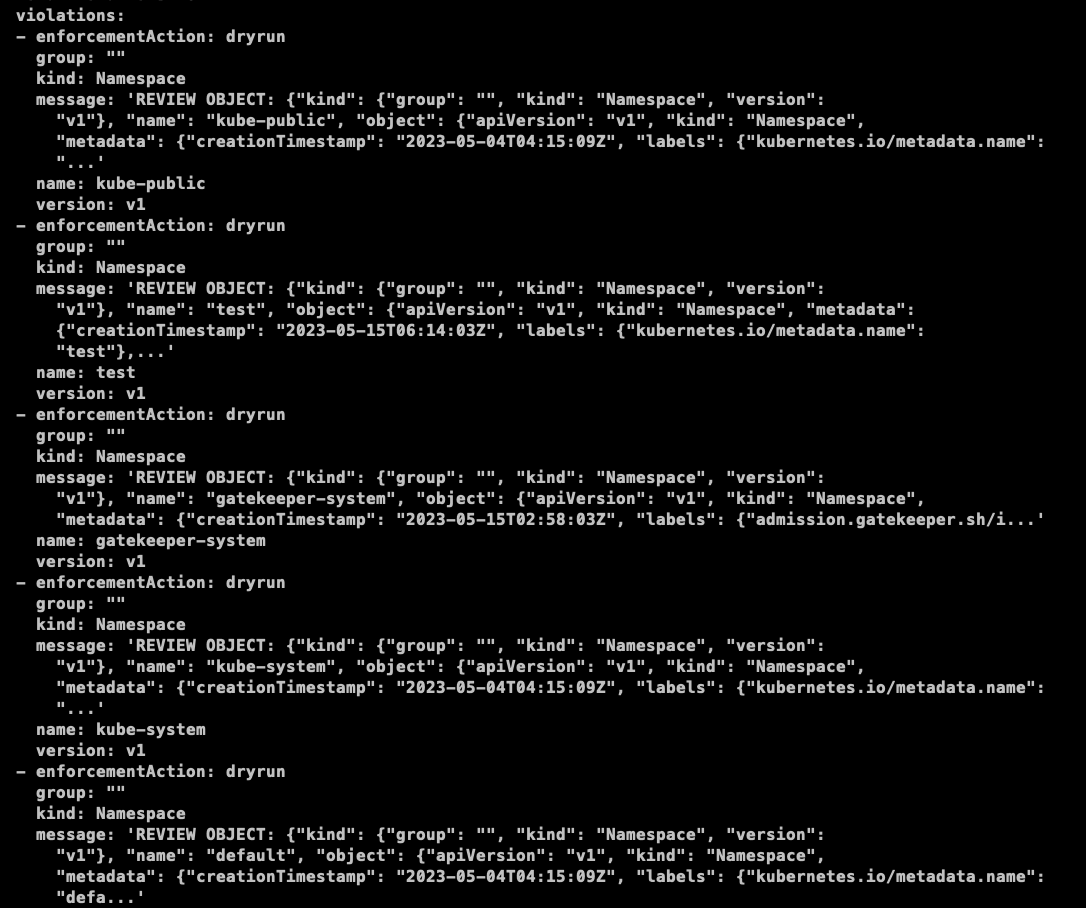 violations:
- enforcementAction: dryrun
  group: ""
  kind: Namespace
  message: 'REVIEW OBJECT: {"kind": {"group": "", "kind": "Namespace", "version":
    "v1"}, "name": "kube-public", "object": {"apiVersion": "v1", "kind": "Namespace",
    "metadata": {"creationTimestamp": "2023-05-04T04:15:09Z", "labels": {"kubernetes.io/metadata.name":
    "...'
  name: kube-public
  version: v1
- enforcementAction: dryrun
  group: ""
  kind: Namespace
  message: 'REVIEW OBJECT: {"kind": {"group": "", "kind": "Namespace", "version":
    "v1"}, "name": "test", "object": {"apiVersion": "v1", "kind": "Namespace", "metadata":
    {"creationTimestamp": "2023-05-15T06:14:03Z", "labels": {"kubernetes.io/metadata.name":
    "test"},...'
  name: test
  version: v1
- enforcementAction: dryrun
  group: ""
  kind: Namespace
  message: 'REVIEW OBJECT: {"kind": {"group": "", "kind": "Namespace", "version":
    "v1"}, "name": "gatekeeper-system", "object": {"apiVersion": "v1", "kind": "Namespace",
    "metadata": {"creationTimestamp": "2023-05-15T02:58:03Z", "labels": {"admission.gatekeeper.sh/i...'
  name: gatekeeper-system
  version: v1
- enforcementAction: dryrun
  group: ""
  kind: Namespace
  message: 'REVIEW OBJECT: {"kind": {"group": "", "kind": "Namespace", "version":
    "v1"}, "name": "kube-system", "object": {"apiVersion": "v1", "kind": "Namespace",
    "metadata": {"creationTimestamp": "2023-05-04T04:15:09Z", "labels": {"kubernetes.io/metadata.name":
    "...'
  name: kube-system
  version: v1
- enforcementAction: dryrun
  group: ""
  kind: Namespace
  message: 'REVIEW OBJECT: {"kind": {"group": "", "kind": "Namespace", "version":
    "v1"}, "name": "default", "object": {"apiVersion": "v1", "kind": "Namespace",
    "metadata": {"creationTimestamp": "2023-05-04T04:15:09Z", "labels": {"kubernetes.io/metadata.name":
    "defa...'